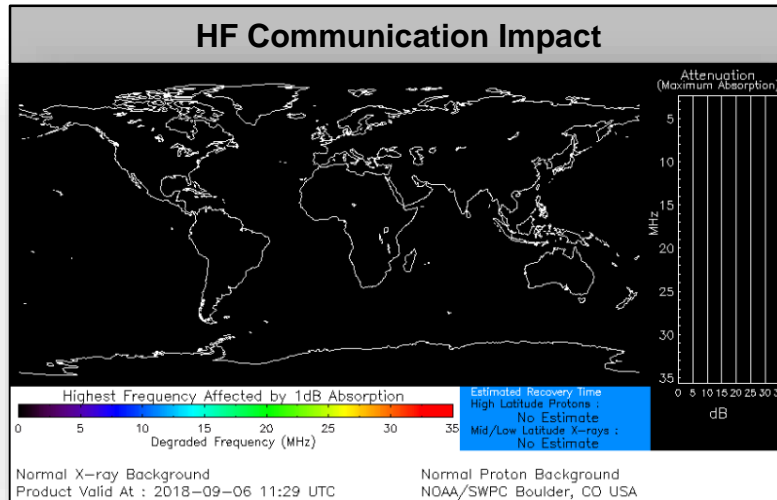 HF Communication Impact
Attenuation
(Maximum Absorption)
5
10
15
20
25
30
35
MHz
0 5 10 15 20 25 30
dB
Highest Frequency Affected by 1dB Absorption
0 5 10 15 20 25 30 35
Degraded Frequency (MHz)
Estimated Recovery Time
High Latitude Protons :
No Estimate
Mid/Low Latitude X-rays :
No Estimate
Normal X-ray Background
Product Valid At : 2018-09-06 11:29 UTC
Normal Proton Background
NOAA/SWPC Boulder, CO USA